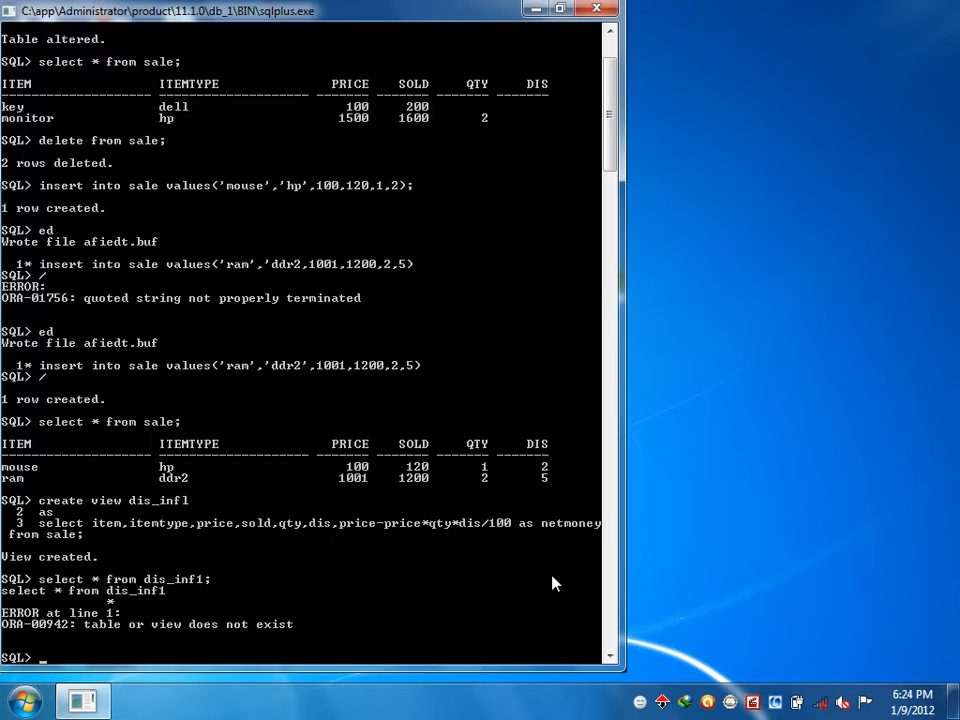 C:\app\Administrator\product\11.1.0\db_1\BIN\sqlplus.exe
Table altered.
SQL> select * from sale;
ITEM ITEMTYPE PRICE SOLD QTY DIS
-------------------- -------------------- ------- ------- ------- -------
key dell 100 200
monitor hp 1500 1600 2
SQL> delete from sale;
2 rows deleted.
SQL> insert into sale values('mouse','hp',100,120,1,2);
1 row created.
SQL> ed
Wrote file afiedt.buf
1* insert into sale values('ram','ddr2,1001,1200,2,5)
SQL> /
ERROR:
ORA-01756: quoted string not properly terminated
SQL> ed
Wrote file afiedt.buf
1* insert into sale values('ram','ddr2',1001,1200,2,5)
SQL> /
1 row created.
SQL> select * from sale;
ITEM ITEMTYPE PRICE SOLD QTY DIS
-------------------- -------------------- ------- ------- ------- -------
mouse hp 100 120 1 2
ram ddr2 1001 1200 2 5
SQL> create view dis_infl
2 as
3 select item,itemtype,price,sold,qty,dis,price-price*qty*dis/100 as netmoney
from sale;
View created.
SQL> select * from dis_inf1;
select * from dis_inf1
*
ERROR at line 1:
ORA-00942: table or view does not exist
SQL> _
6:24 PM
1/9/2012